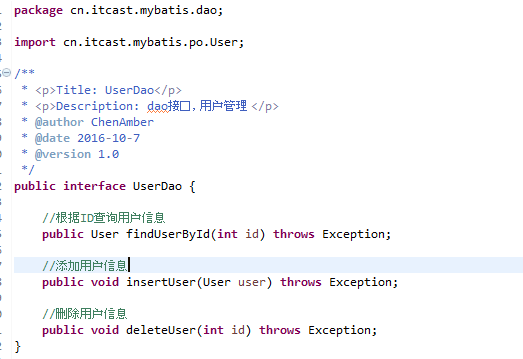 package cn.itcast.mybatis.dao;
import cn.itcast.mybatis.po.User;
/**
* <p>Title: UserDao</p>
* <p>Description: dao接口，用户管理 </p>
* @author ChenAmber
* @date 2016-10-7
* @version 1.0
*/
public interface UserDao {
//根据ID查询用户信息
public User findUserById(int id) throws Exception;
//添加用户信息
public void insertUser(User user) throws Exception;
//删除用户信息
public void deleteUser(int id) throws Exception;
}